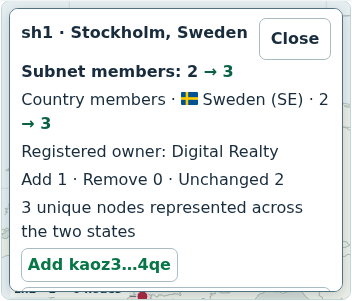 sh1 · Stockholm, Sweden
Close
Subnet members: 2 → 3
Country members · 🇸🇪 Sweden (SE) · 2
→ 3
Registered owner: Digital Realty
Add 1 · Remove 0 · Unchanged 2
3 unique nodes represented across
the two states
Add kaoz3…4qe